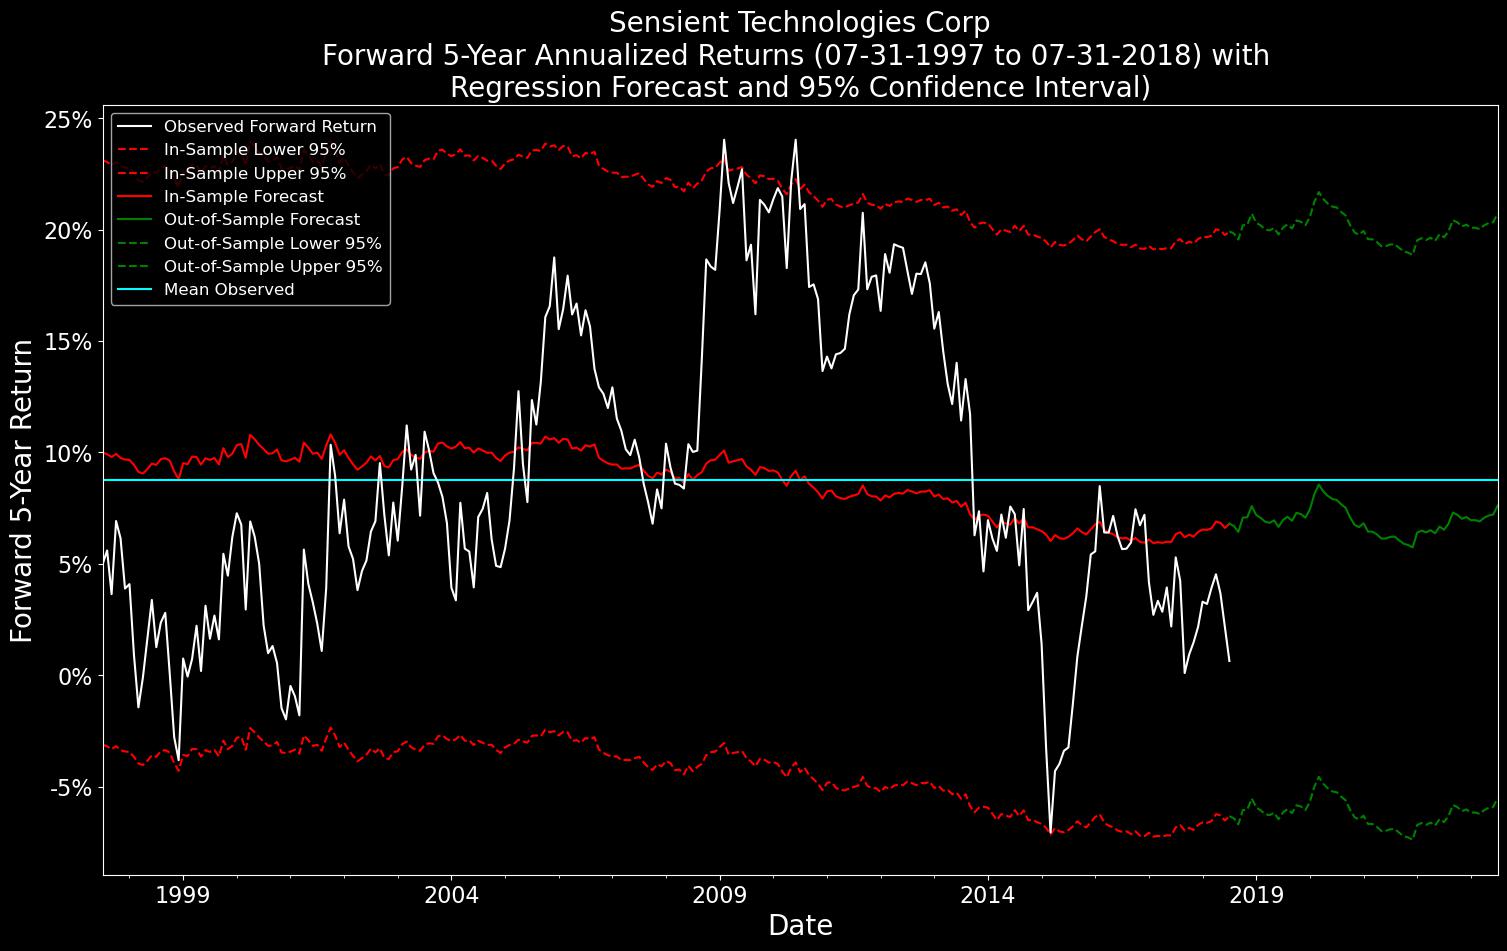 Sensient Technologies Corp
Forward 5-Year Annualized Returns (07-31-1997 to 07-31-2018) with
Regression Forecast and 95% Confidence Interval)
25%
20%
15%
10%
5%
0%
-5%
Forward 5-Year Return
Observed Forward Return
In-Sample Lower 95%
In-Sample Upper 95%
In-Sample Forecast
Out-of-Sample Forecast
Out-of-Sample Lower 95%
Out-of-Sample Upper 95%
Mean Observed
1999 2004 2009 2014 2019
Date